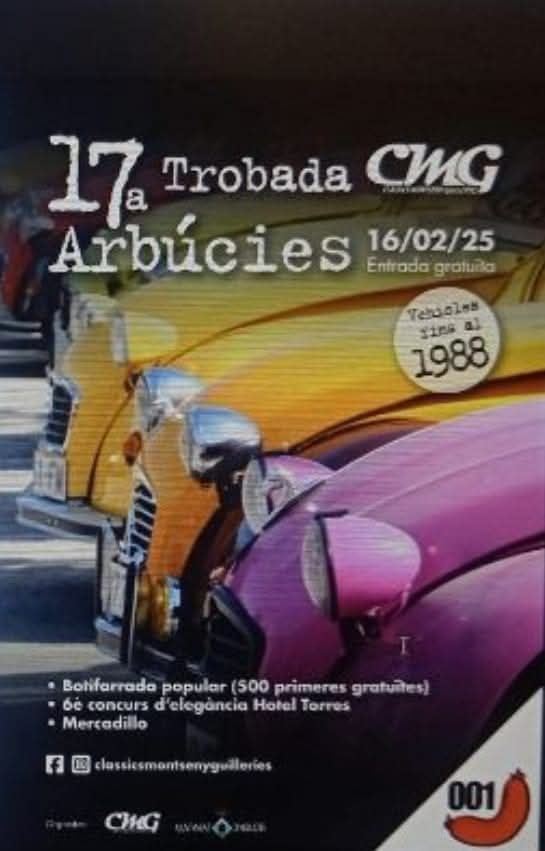 17a Trobada CMG
Arbúcies 16/02/25
Entrada gratuïta
Vehicles
fins al
1988
• Botifarrada popular (500 primeres gratuïtes)
• 6è concurs d'elegància Hotel Torres
• Mercadillo
classicsmontsenyguilleries
CMG
001